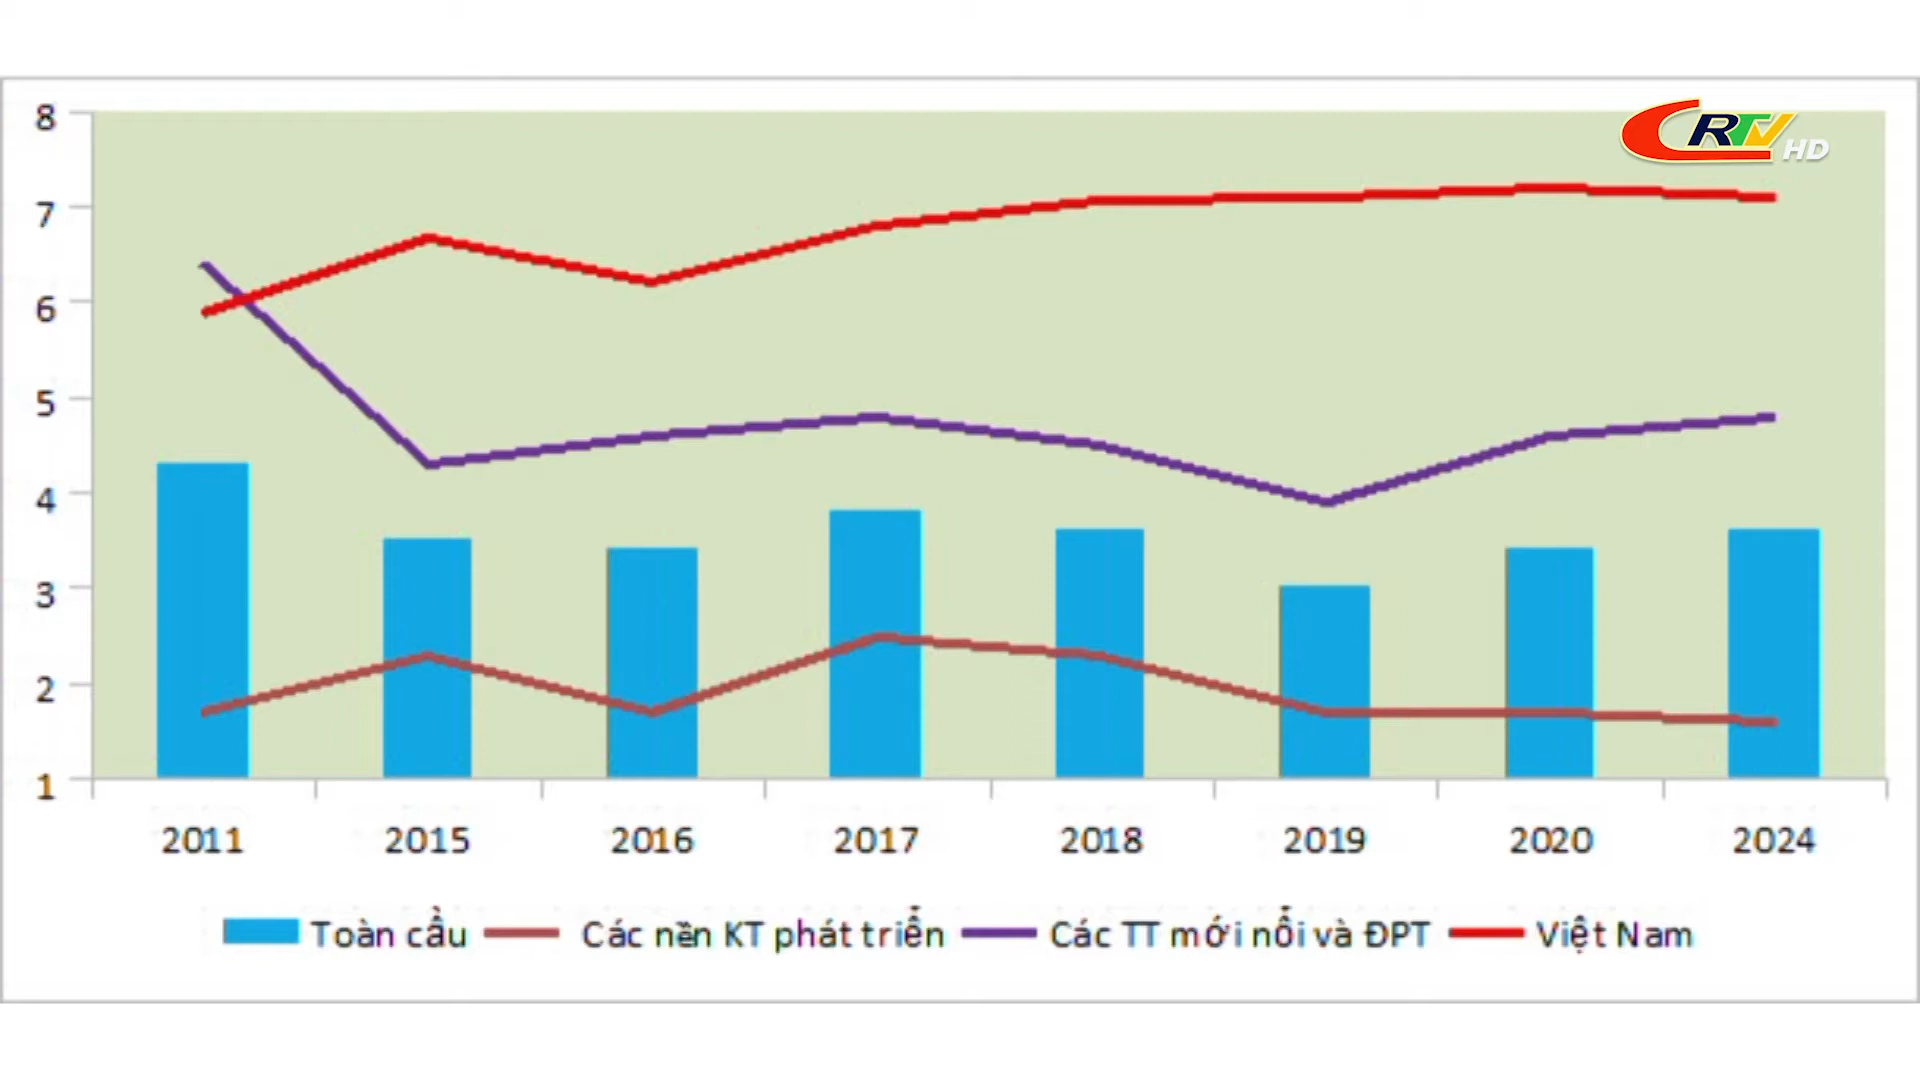 CRTV HD
8
7
6
5
4
3
2
1
2011 2015 2016 2017 2018 2019 2020 2024
Toàn cầu Các nền KT phát triển Các TT mới nổi và ĐPT Việt Nam